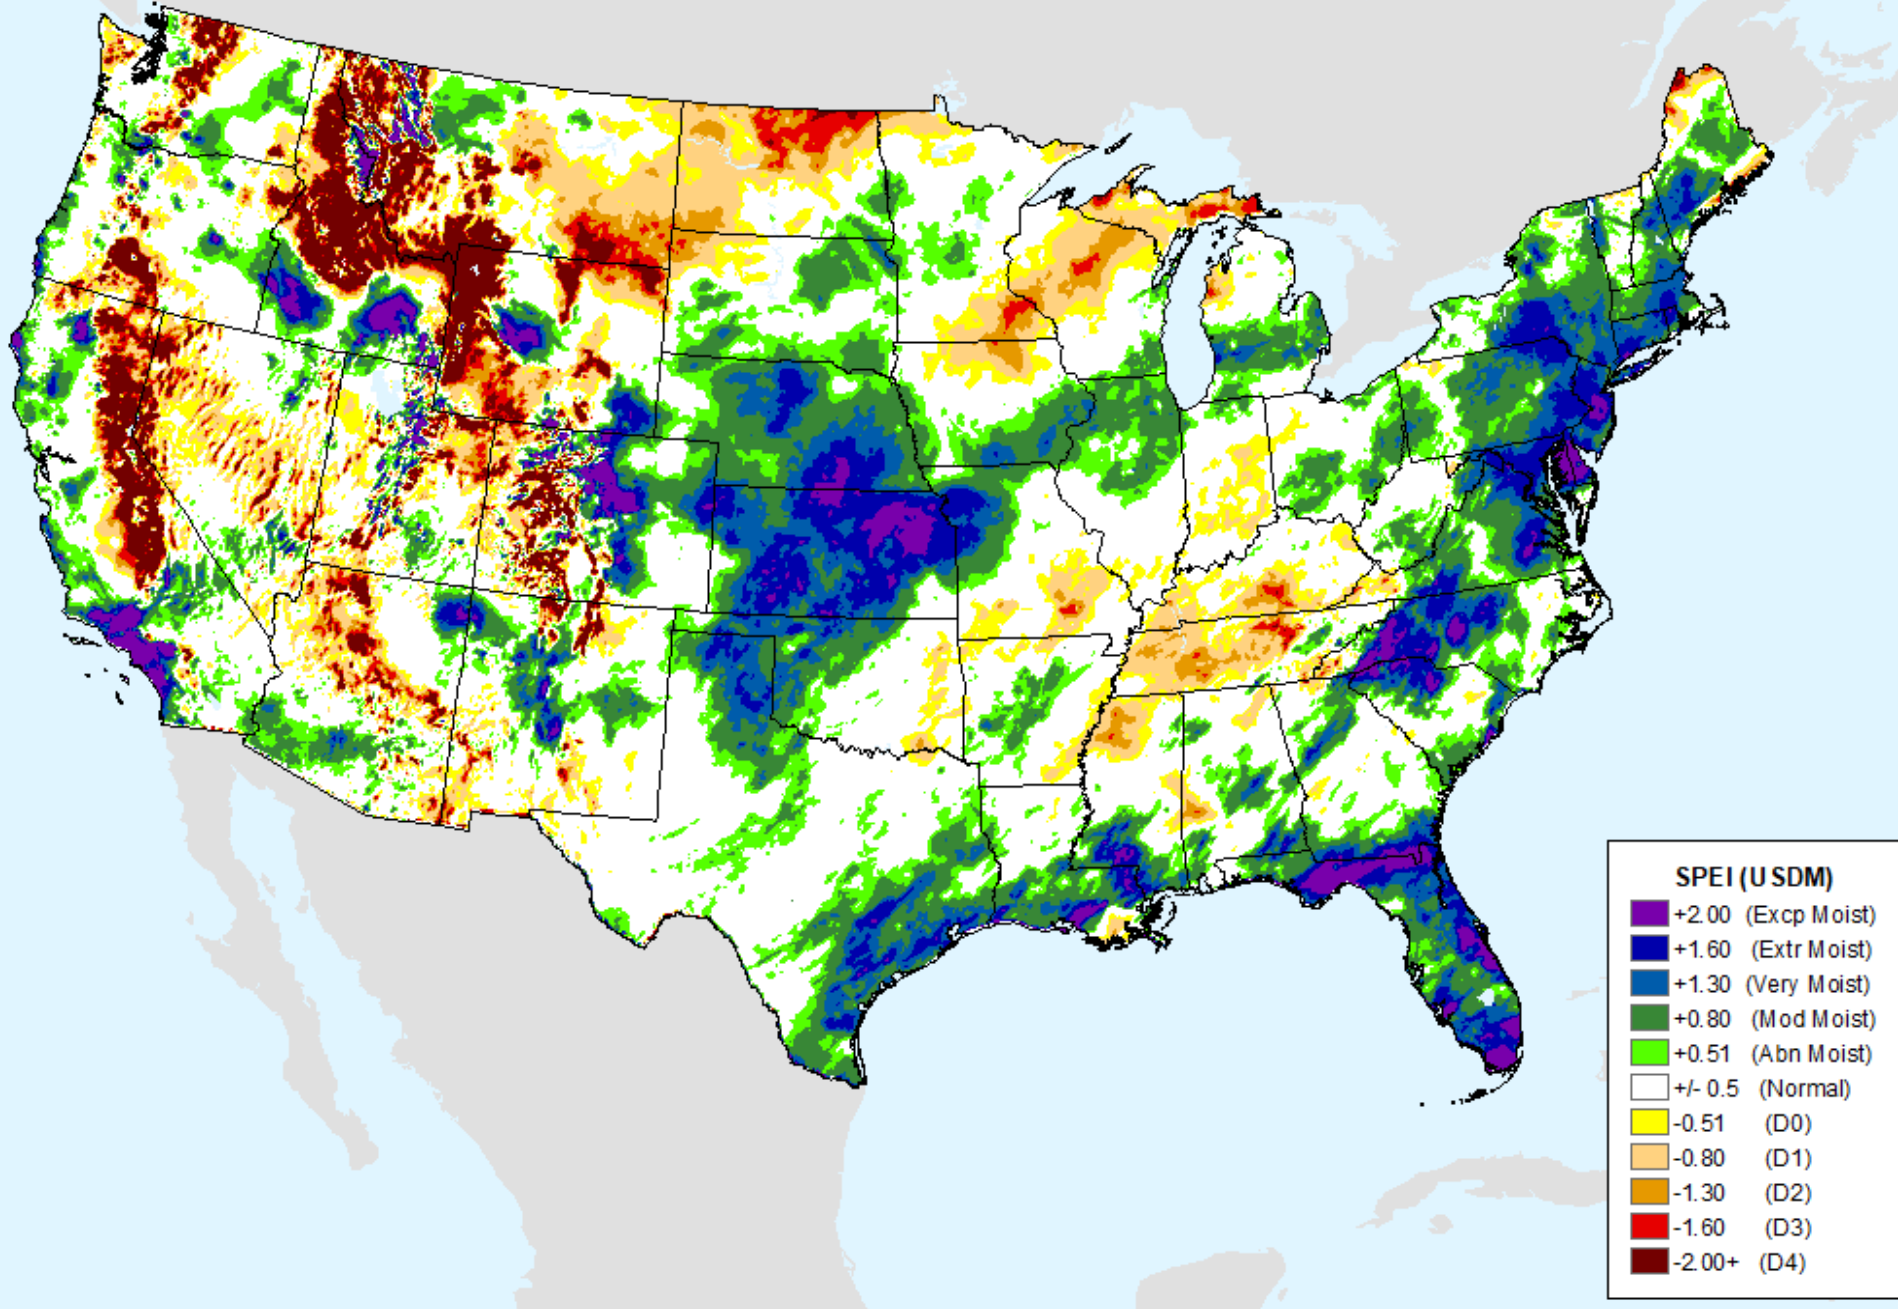 SPEI (USDM)
+2.00 (Excp Moist)
+1.60 (Extr Moist)
+1.30 (Very Moist)
+0.80 (Mod Moist)
+0.51 (Abn Moist)
+/- 0.5 (Normal)
-0.51 (D0)
-0.80 (D1)
-1.30 (D2)
-1.60 (D3)
-2.00+ (D4)